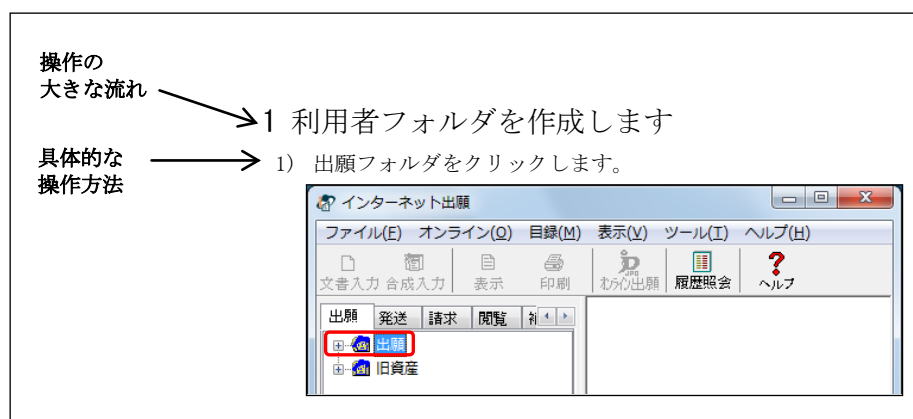 操作の
大きな流れ
1 利用者フォルダを作成します
具体的な
操作方法
1) 出願フォルダをクリックします。
インターネット出願
ファイル(F) オンライン(O) 目録(M) 表示(V) ツール(T) ヘルプ(H)
文書入力 合成入力 表示 印刷 オンライン出願 履歴照会 ヘルプ
出願 発送 請求 閲覧
出願
旧資産